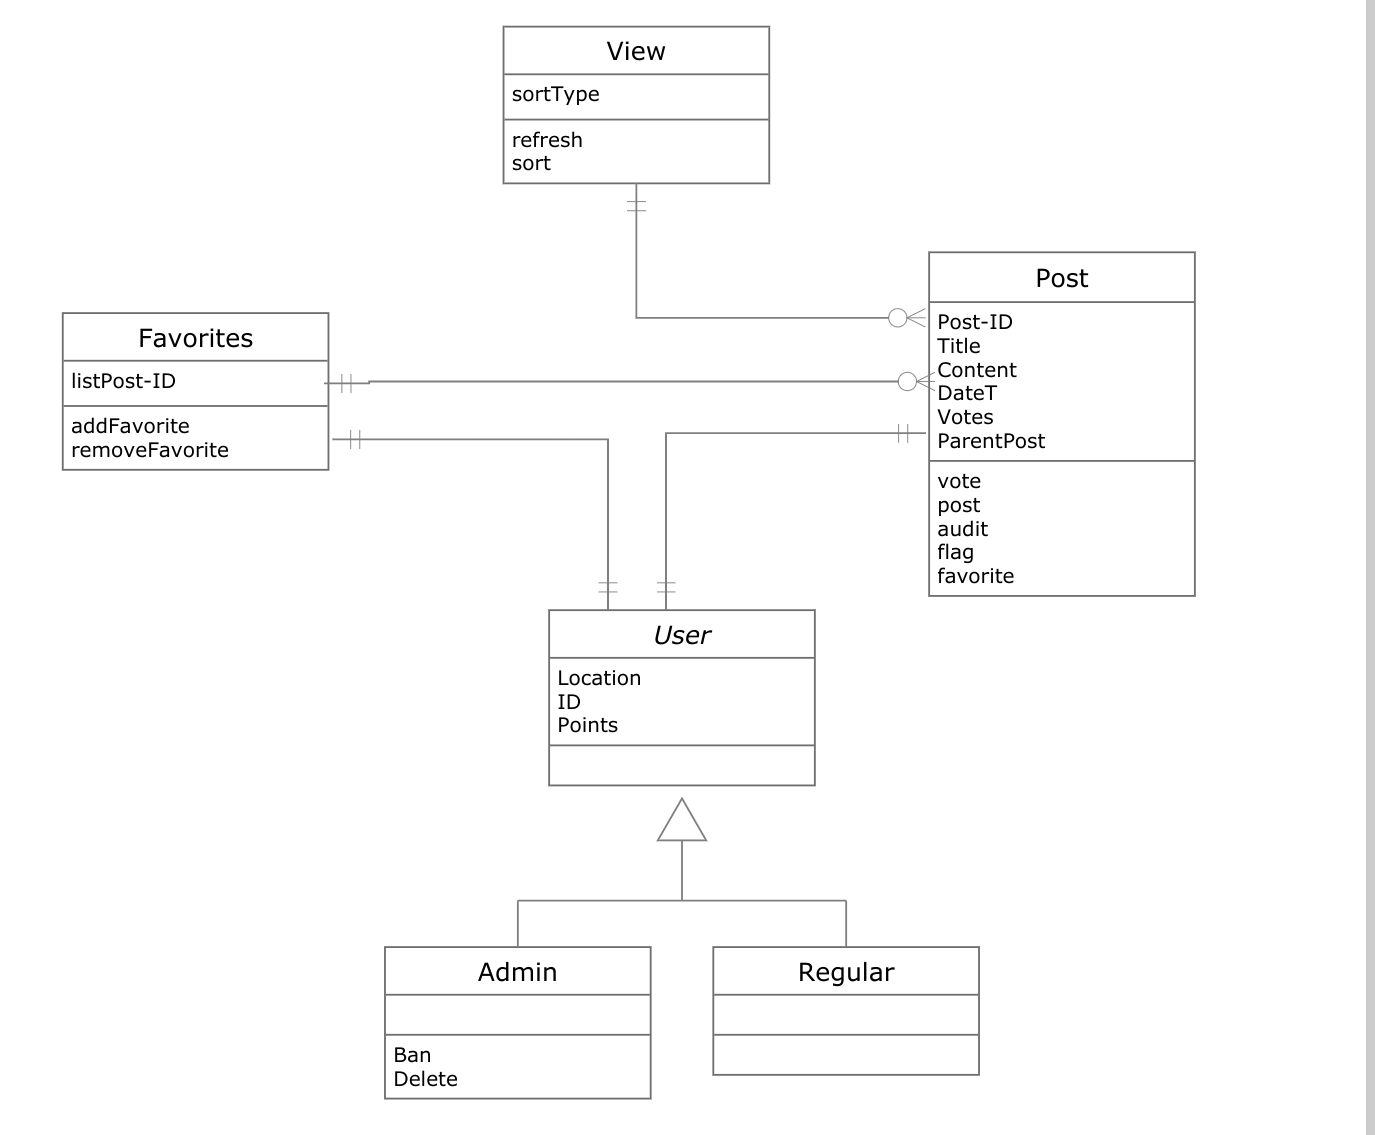 View
sortType
refresh
sort
Post
Post-ID
Title
Content
DateT
Votes
ParentPost
vote
post
audit
flag
favorite
Favorites
listPost-ID
addFavorite
removeFavorite
User
Location
ID
Points
Admin
Ban
Delete
Regular